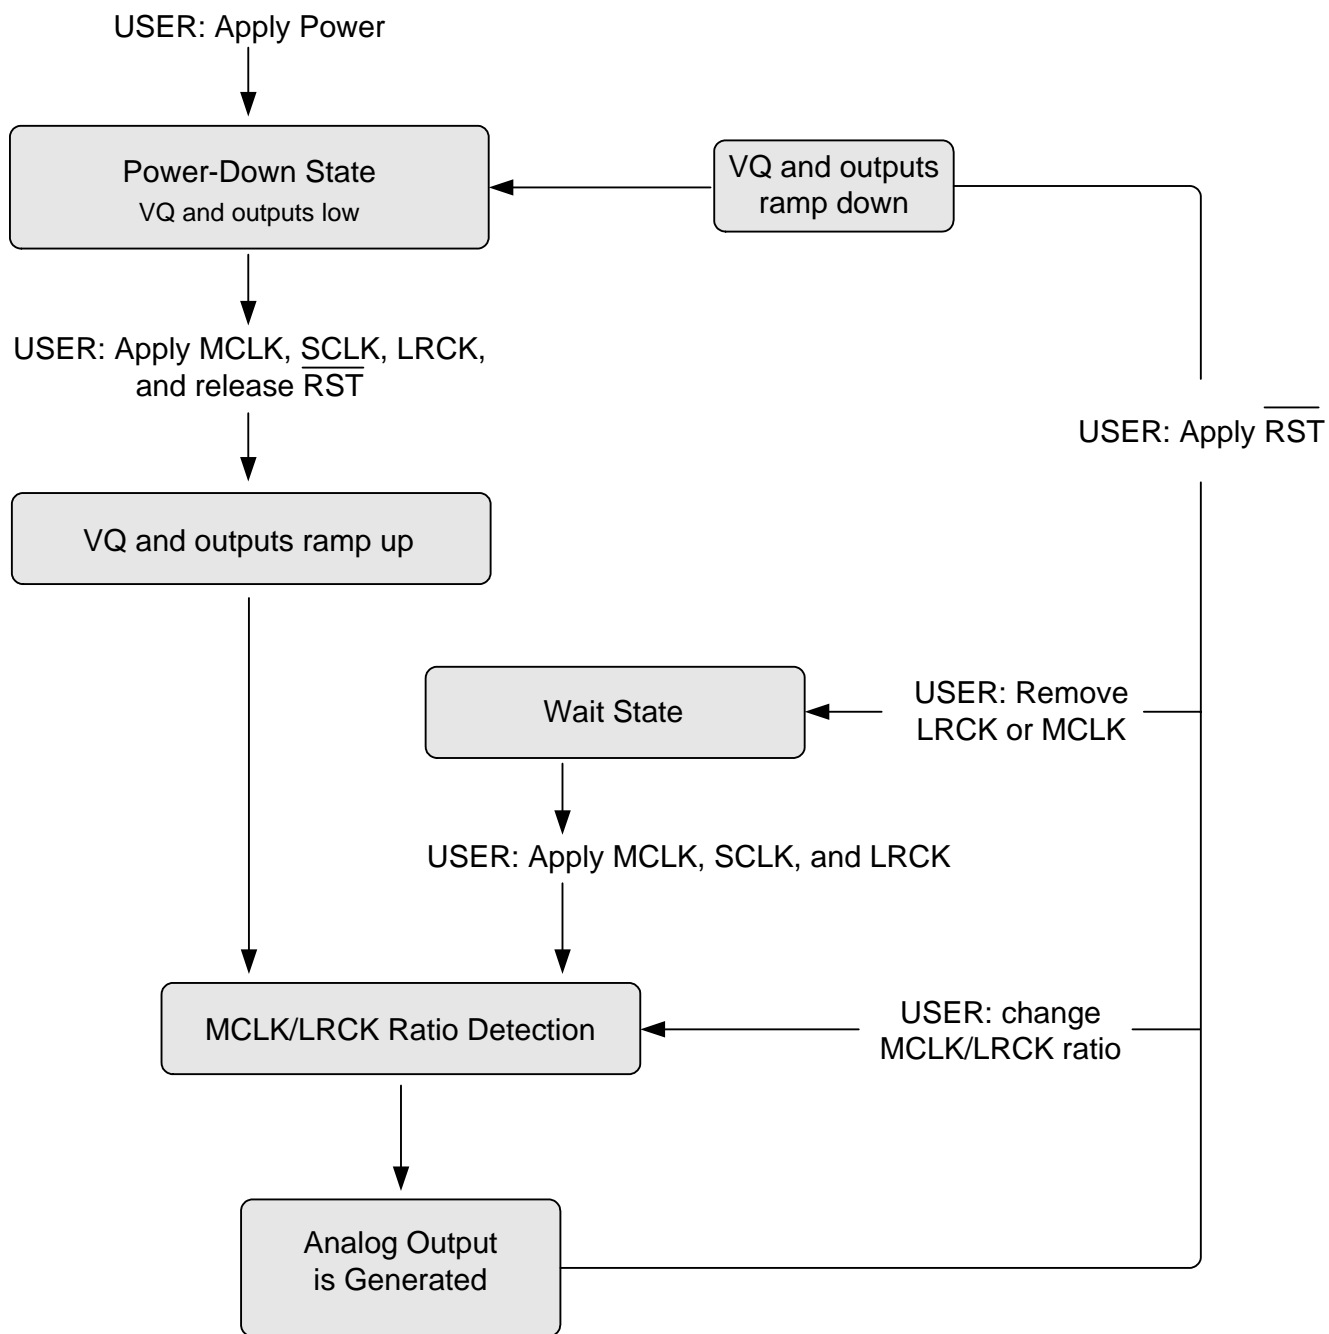 USER: Apply Power
Power-Down State
VQ and outputs low
VQ and outputs
ramp down
USER: Apply MCLK, SCLK, LRCK,
and release R̅S̅T̅
USER: Apply R̅S̅T̅
VQ and outputs ramp up
Wait State
USER: Remove
LRCK or MCLK
USER: Apply MCLK, SCLK, and LRCK
MCLK/LRCK Ratio Detection
USER: change
MCLK/LRCK ratio
Analog Output
is Generated